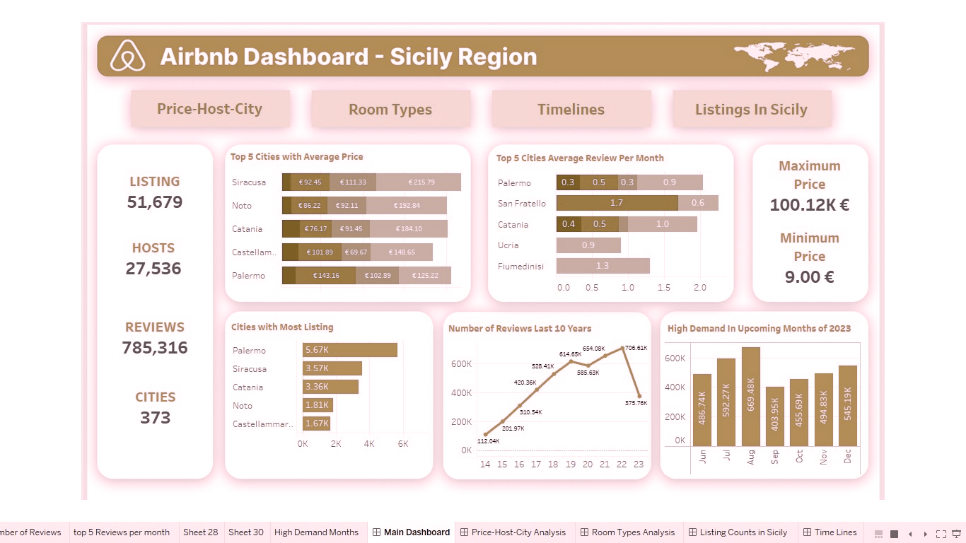 Airbnb Dashboard - Sicily Region
Price-Host-City
Room Types
Timelines
Listings In Sicily
LISTING
51,679
HOSTS
27,536
REVIEWS
785,316
CITIES
373
Top 5 Cities with Average Price
Siracusa € 92.45 € 111.33 € 215.79
Noto € 86.22 € 92.11 € 192.84
Catania € 76.17 € 91.45 € 184.10
Castellam.. € 101.89 € 69.67 € 140.65
Palermo € 143.16 € 102.89 € 125.22
Top 5 Cities Average Review Per Month
Palermo 0.3 0.5 0.3 0.9
San Fratello 1.7 0.6
Catania 0.4 0.5 1.0
Ucria 0.9
Fiumedinisi 1.3
0.0 0.5 1.0 1.5 2.0
Maximum
Price
100.12K €
Minimum
Price
9.00 €
Cities with Most Listing
Palermo 5.67K
Siracusa 3.57K
Catania 3.36K
Noto 1.81K
Castellammar.. 1.67K
0K 2K 4K 6K
Number of Reviews Last 10 Years
600K
400K
200K
0K
112.04K
201.97K
310.54K
420.36K
528.41K
614.65K
585.63K
654.08K
706.61K
375.76K
14 15 16 17 18 19 20 21 22 23
High Demand In Upcoming Months of 2023
600K
400K
200K
0K
486.74K
592.27K
669.48K
403.95K
455.69K
494.83K
545.19K
Jun Jul Aug Sep Oct Nov Dec
mber of Reviews
top 5 Reviews per month
Sheet 28
Sheet 30
High Demand Months
Main Dashboard
Price-Host-City Analysis
Room Types Analysis
Listing Counts in Sicily
Time Lines